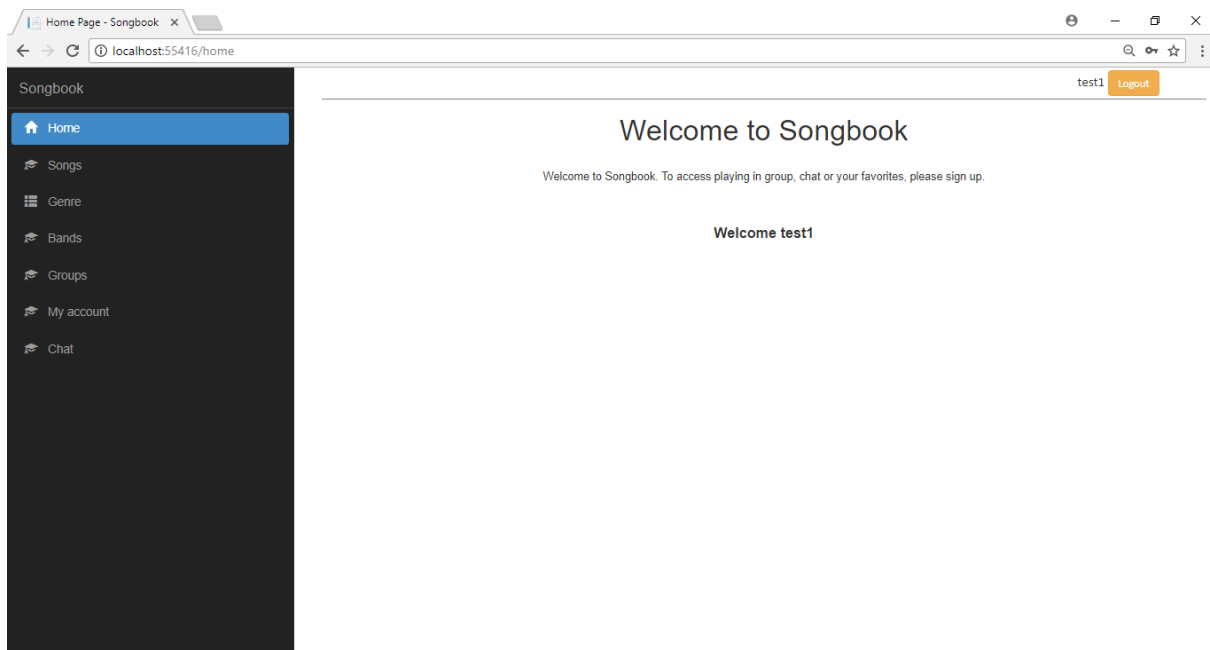 Home Page - Songbook
localhost:55416/home
Songbook
test1 Logout
Home
Songs
Genre
Bands
Groups
My account
Chat
Welcome to Songbook
Welcome to Songbook. To access playing in group, chat or your favorites, please sign up.
Welcome test1